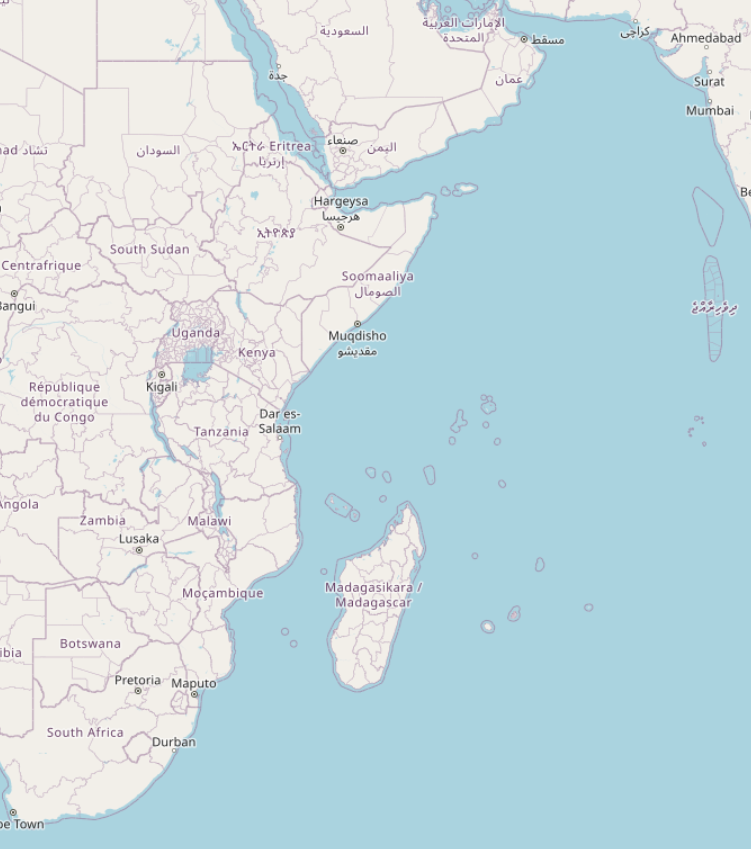 الإمارات العربية
المتحدة
السعودية
مسقط
كراچی
Ahmedabad
جدة
عمان
Surat
Mumbai
تشاد
السودان
ኤርትራ Eritrea
إرتريا
صنعاء
اليمن
Hargeysa
هرجيسا
ኢትዮጵያ
South Sudan
Centrafrique
Soomaaliya
الصومال
Bangui
ދިވެހިރާއްޖެ
Uganda
Muqdisho
مقديشو
Kenya
Kigali
République
démocratique
du Congo
Dar es-
Salaam
Tanzania
Angola
Zambia
Malawi
Lusaka
Madagasikara /
Madagascar
Moçambique
Botswana
ibia
Pretoria
Maputo
South Africa
Durban
pe Town